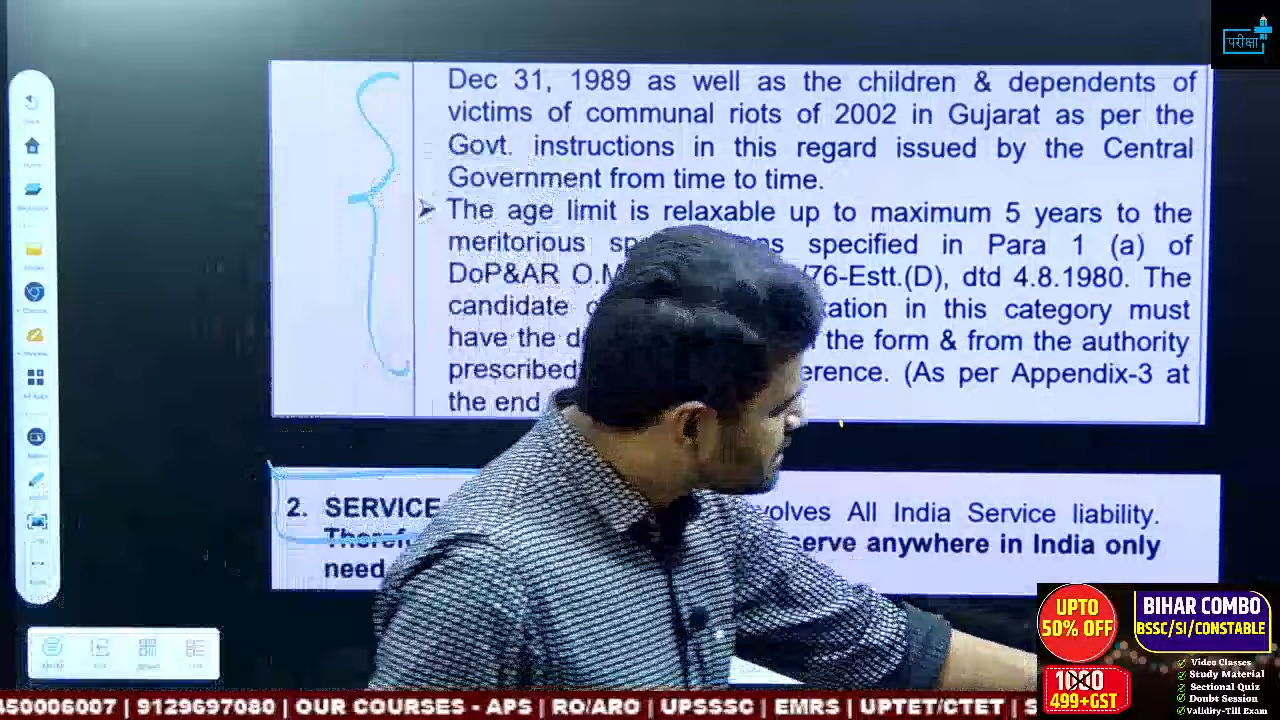 परीक्षा
Dec 31, 1989 as well as the children & dependents of
victims of communal riots of 2002 in Gujarat as per the
Govt. instructions in this regard issued by the Central
Government from time to time.
➤ The age limit is relaxable up to maximum 5 years to the
meritorious specified in Para 1 (a) of
DoP&AR O.M /76-Estt.(D), dtd 4.8.1980. The
candidate in this category must
have the the form & from the authority
prescribed (As per Appendix-3 at
the end
2. SERVICE All India Service liability.
serve anywhere in India only
need
UPTO
50% OFF
1000
499+GST
BIHAR COMBO
BSSC/SI/CONSTABLE
Video Classes
Study Material
Sectional Quiz
Doubt Session
Validity-Till Exam
450006007 | 9129697080 | OUR COURSES - APS | RO/ARO | UPSSSC | EMRS | UPTET/CTET | S